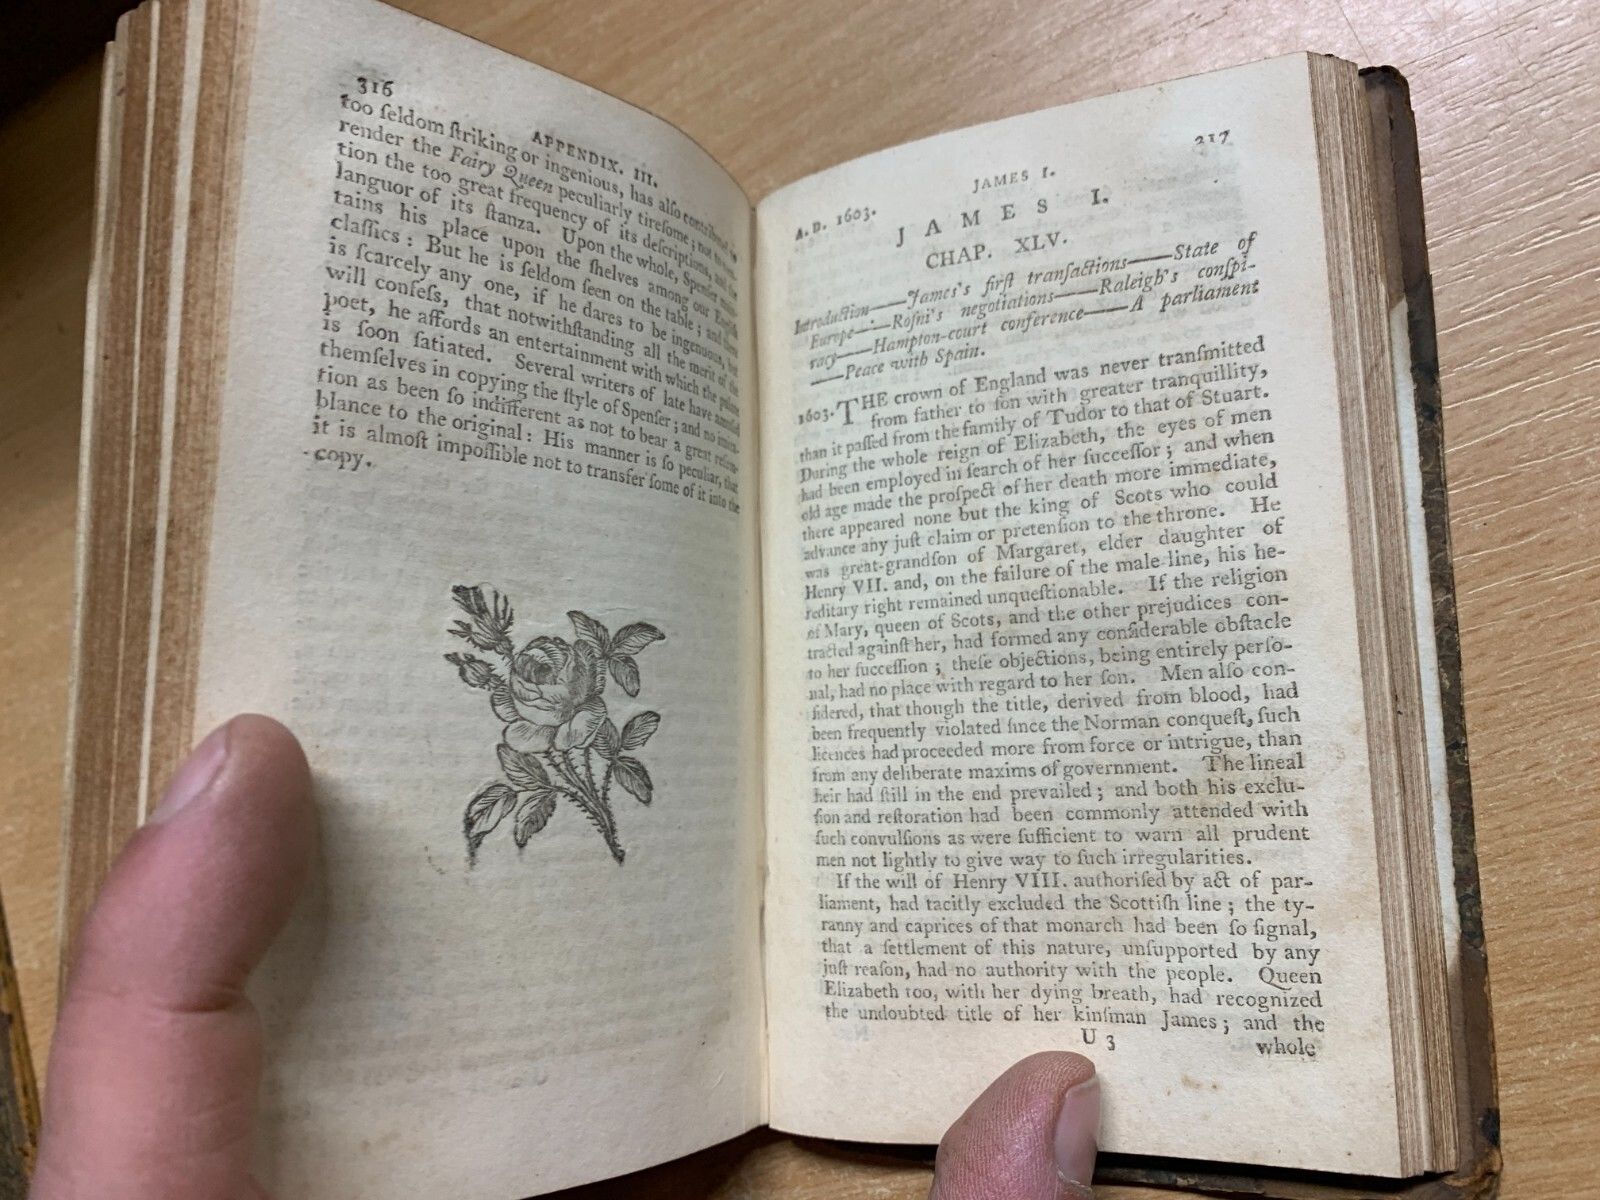 316
APPENDIX. III.
too ſeldom ſtriking or ingenious, has alſo contributed to
render the Fairy Queen peculiarly tireſome; not to men-
tion the too great frequency of its deſcriptions, and the
languor of its ſtanza. Upon the whole, Spenſer main-
tains his place upon the ſhelves among our Engliſh
claſſics: But he is ſeldom ſeen on the table; and there
is ſcarcely any one, if he dares to be ingenuous, but
will confeſs, that notwithſtanding all the merit of the
poet, he affords an entertainment with which the palate
is ſoon ſatiated. Several writers of late have amuſed
themſelves in copying the ſtyle of Spenſer; and no imita-
tion as been ſo indifferent as not to bear a great reſem-
blance to the original: His manner is ſo peculiar, that
it is almoſt impoſſible not to transfer ſome of it into the
copy.
217
JAMES I.
A. D. 1603.
JAMES I.
CHAP. XLV.
Introduction——James's firſt tranſactions——State of
Europe——Roſni's negotiations——Raleigh's conſpi-
racy——Hampton-court conference——A parliament
——Peace with Spain.
1603. THE crown of England was never tranſmitted
from father to ſon with greater tranquillity,
than it paſſed from the family of Tudor to that of Stuart.
During the whole reign of Elizabeth, the eyes of men
had been employed in ſearch of her ſucceſſor; and when
old age made the proſpect of her death more immediate,
there appeared none but the king of Scots who could
advance any juſt claim or pretenſion to the throne. He
was great-grandſon of Margaret, elder daughter of
Henry VII. and, on the failure of the male line, his he-
reditary right remained unqueſtionable. If the religion
of Mary, queen of Scots, and the other prejudices con-
tracted againſt her, had formed any conſiderable obſtacle
to her ſucceſſion; theſe objections, being entirely perſo-
nal, had no place with regard to her ſon. Men alſo con-
ſidered, that though the title, derived from blood, had
been frequently violated ſince the Norman conqueſt, ſuch
licences had proceeded more from force or intrigue, than
from any deliberate maxims of government. The lineal
heir had ſtill in the end prevailed; and both his exclu-
ſion and reſtoration had been commonly attended with
ſuch convulſions as were ſufficient to warn all prudent
men not lightly to give way to ſuch irregularities.
If the will of Henry VIII. authoriſed by act of par-
liament, had tacitly excluded the Scottiſh line; the ty-
ranny and caprices of that monarch had been ſo ſignal,
that a ſettlement of this nature, unſupported by any
juſt reaſon, had no authority with the people. Queen
Elizabeth too, with her dying breath, had recognized
the undoubted title of her kinſman James; and the
U 3
whole